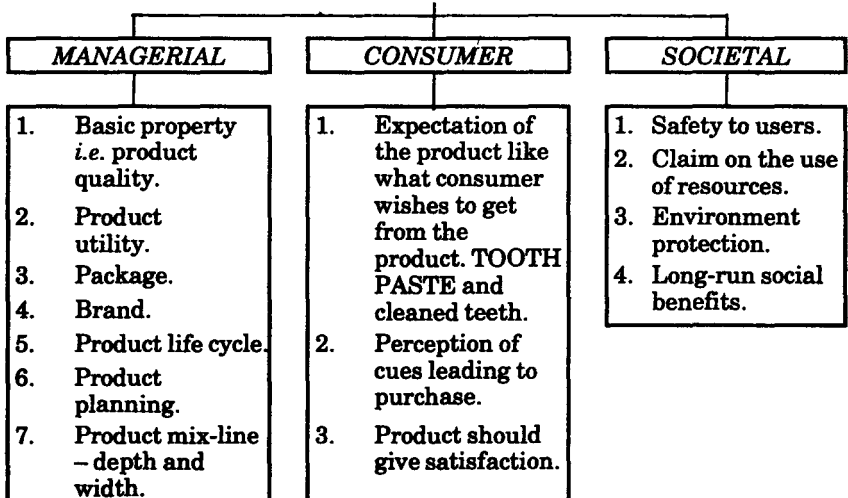 MANAGERIAL
1. Basic property
i.e. product
quality.
2. Product
utility.
3. Package.
4. Brand.
5. Product life cycle.
6. Product
planning.
7. Product mix-line
– depth and
width.
CONSUMER
1. Expectation of
the product like
what consumer
wishes to get
from the
product. TOOTH
PASTE and
cleaned teeth.
2. Perception of
cues leading to
purchase.
3. Product should
give satisfaction.
SOCIETAL
1. Safety to users.
2. Claim on the use
of resources.
3. Environment
protection.
4. Long-run social
benefits.